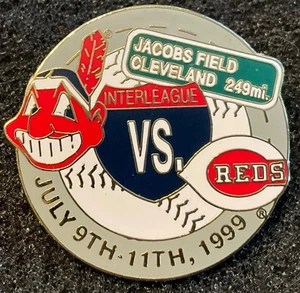 JACOBS FIELD
CLEVELAND 249mi.
INTERLEAGUE
VS.
REDS
JULY 9TH-11TH, 1999 ®